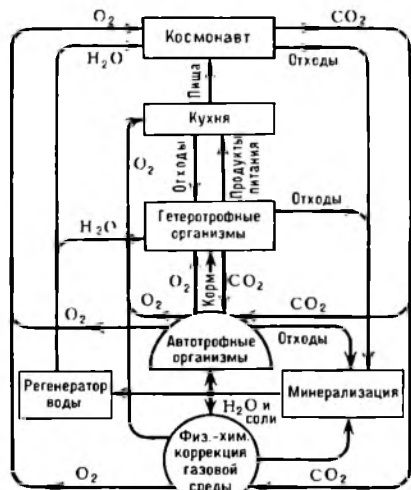 O₂
CO₂
Космонавт
H₂O
Отходы
Пища
Кухня
O₂
Отходы
Продукты
питания
Гетеротрофные
организмы
Отходы
H₂O
O₂
Корм
CO₂
O₂
CO₂
O₂
Автотрофные
организмы
Отходы
Регенератор
воды
H₂O и
соли
Минерализация
Физ.-хим.
коррекция
газовой
среды
O₂
CO₂